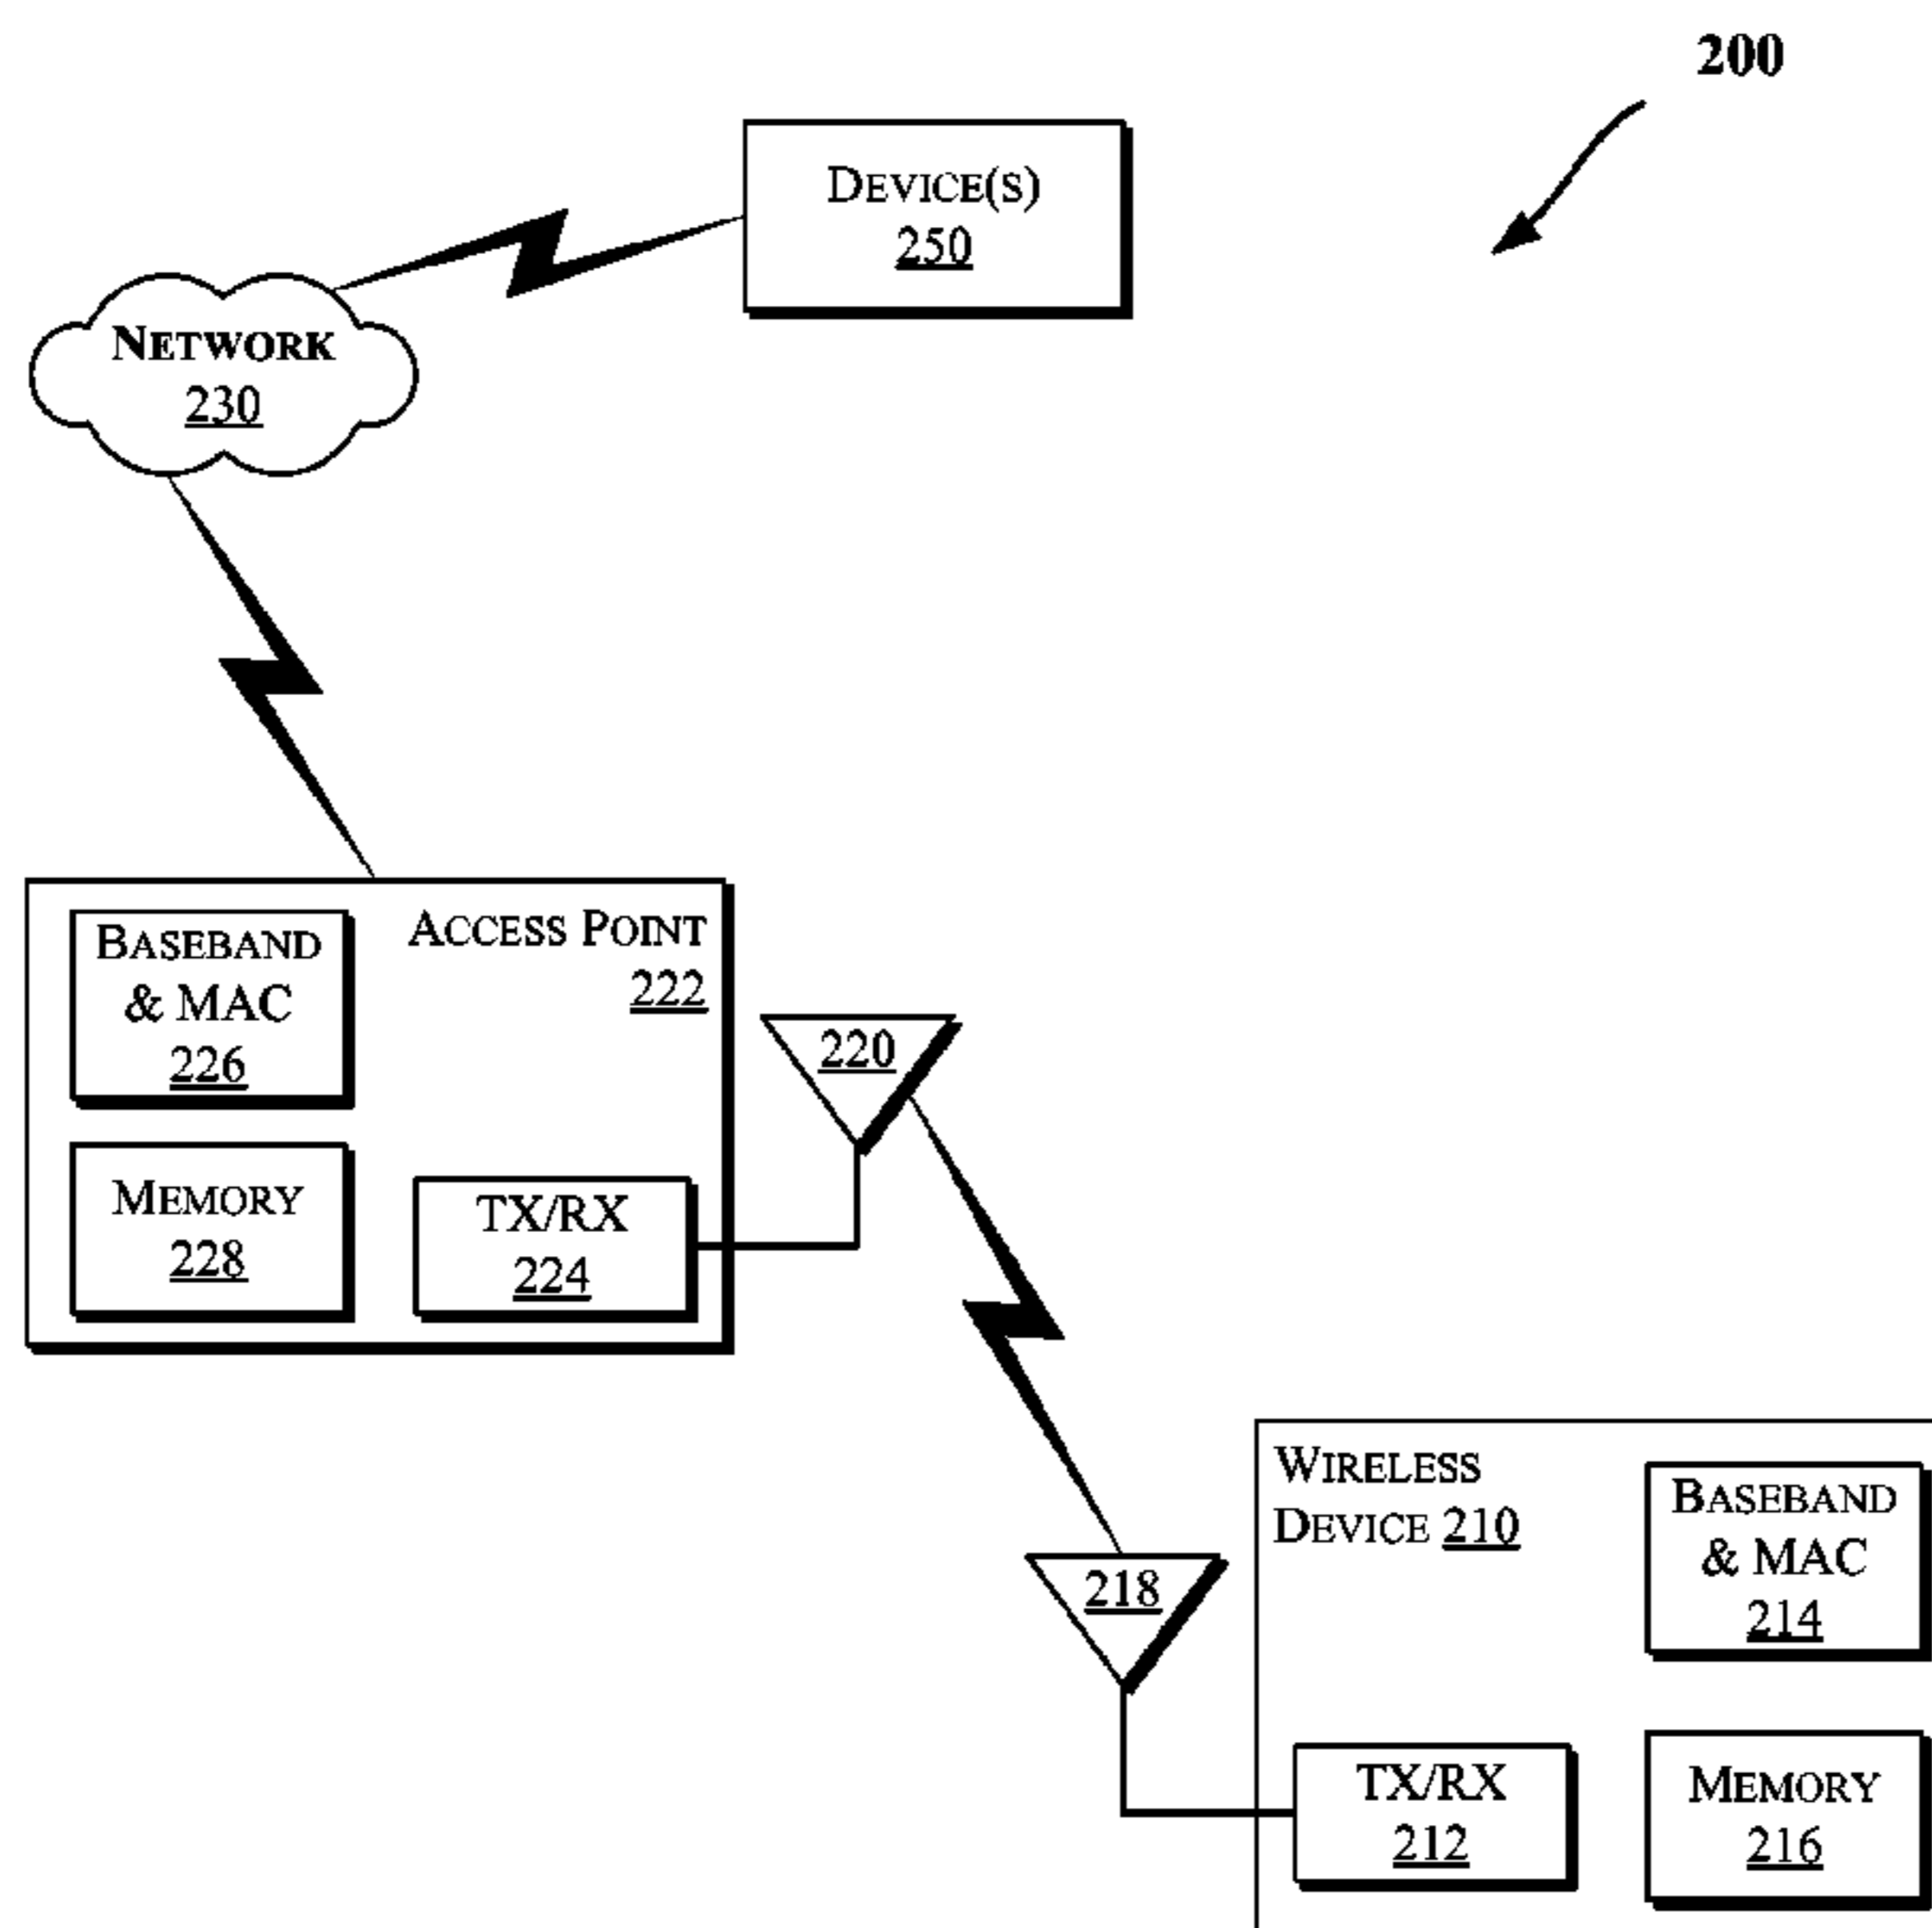 200
DEVICE(S)
250
NETWORK
230
BASEBAND
& MAC
226
ACCESS POINT
222
220
MEMORY
228
TX/RX
224
WIRELESS
DEVICE 210
BASEBAND
& MAC
214
218
TX/RX
212
MEMORY
216